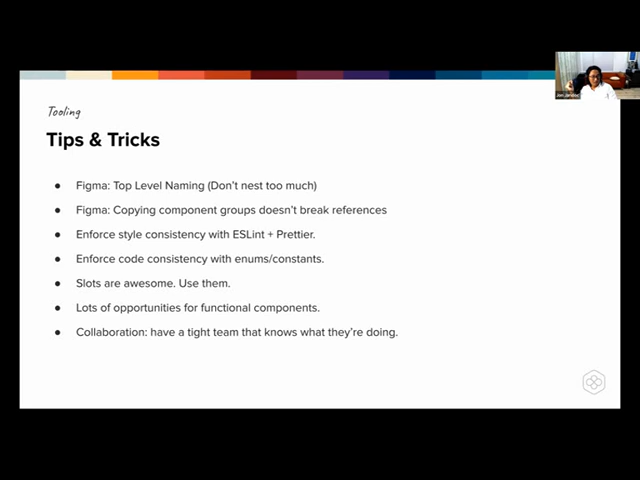 Tooling
Tips & Tricks
● Figma: Top Level Naming (Don't nest too much)
● Figma: Copying component groups doesn't break references
● Enforce style consistency with ESLint + Prettier.
● Enforce code consistency with enums/constants.
● Slots are awesome. Use them.
● Lots of opportunities for functional components.
● Collaboration: have a tight team that knows what they're doing.